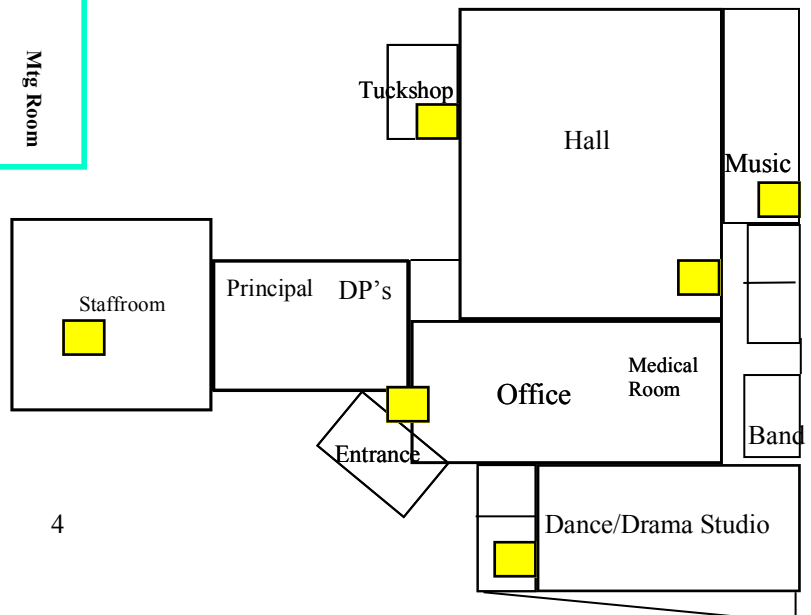 Mtg Room
Tuckshop
Hall
Music
Staffroom
Principal
DP’s
Office
Medical
Room
Entrance
Band
4
Dance/Drama Studio